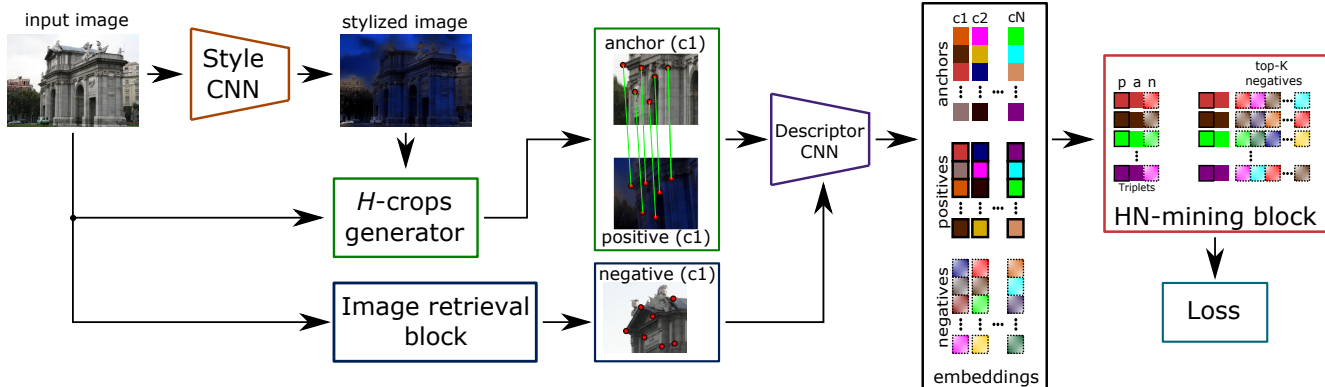 input image
stylized image
Style
CNN
H-crops
generator
Image retrieval
block
anchor (c1)
positive (c1)
negative (c1)
Descriptor
CNN
c1 c2 cN
anchors
positives
negatives
embeddings
p a n
top-K
negatives
Triplets
HN-mining block
Loss